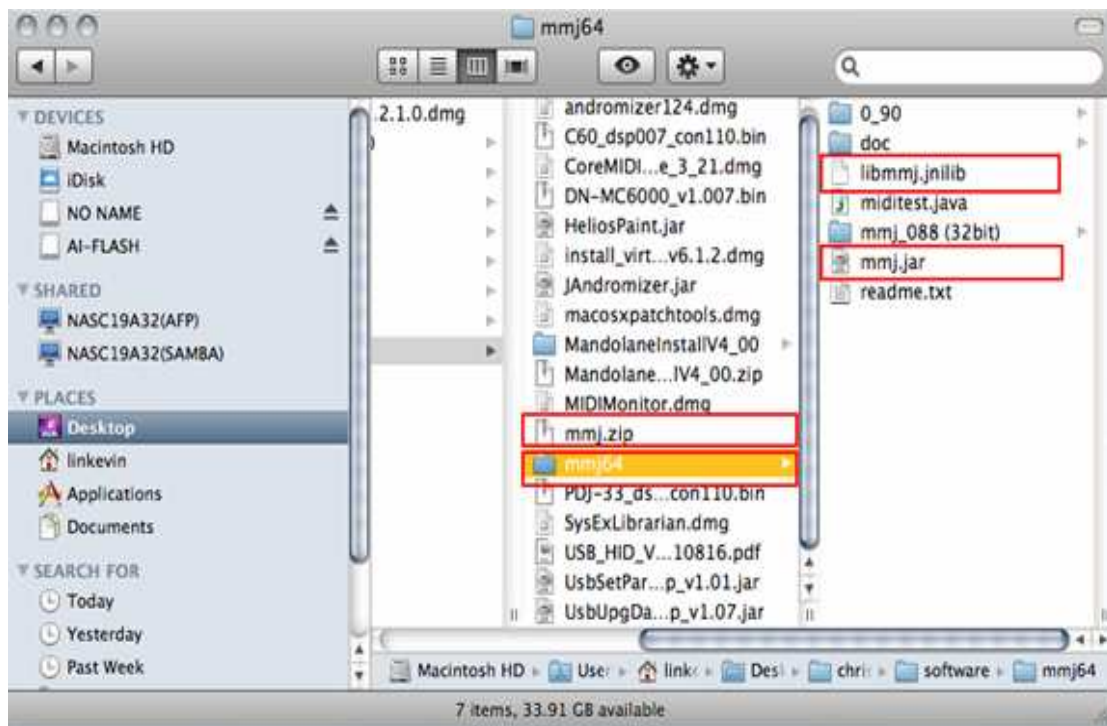 mmj64
DEVICES
Macintosh HD
iDisk
NO NAME
AI-FLASH
SHARED
NASC19A32(AFP)
NASC19A32(SAMBA)
PLACES
Desktop
linkevin
Applications
Documents
SEARCH FOR
Today
Yesterday
Past Week
2.1.0.dmg
)
andromizer124.dmg
C60_dsp007_con110.bin
CoreMIDI...e_3_21.dmg
DN-MC6000_v1.007.bin
HeliosPaint.jar
install_virt...v6.1.2.dmg
JAndromizer.jar
macosxpatchtools.dmg
MandolaneInstallV4_00
Mandolane...lV4_00.zip
MIDIMonitor.dmg
mmj.zip
mmj64
PDJ-33_ds...con110.bin
SysExLibrarian.dmg
USB_HID_V...10816.pdf
UsbSetPar...p_v1.01.jar
UsbUpgDa...p_v1.07.jar
0_90
doc
libmmj.jnilib
miditest.java
mmj_088 (32bit)
mmj.jar
readme.txt
Macintosh HD User link Desk chri software mmj64
7 items, 33.91 GB available